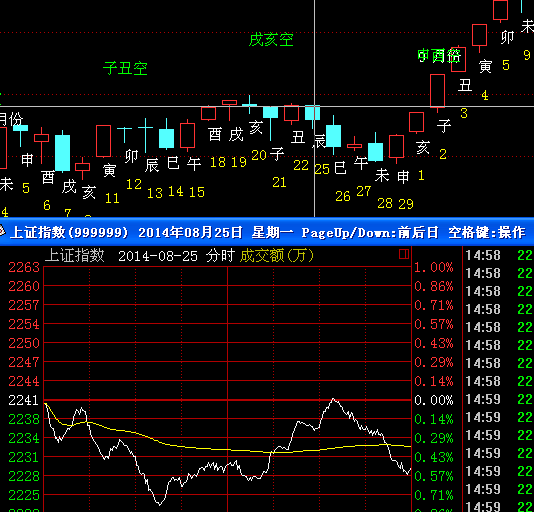 戌亥空
子丑空
未
卯
9
寅
5
丑
4
3
子
2
亥
1
申
29
未
28
午
27
巳
26
辰
25
丑
22
子
21
亥
20
戌
19
酉
18
午
15
巳
14
辰
13
卯
12
寅
11
亥
戌
7
酉
6
申
5
未
4
月份
上证指数(999999) 2014年08月25日 星期一 PageUp/Down:前后日 空格键:操作
上证指数 2014-08-25 分时 成交额(万)
2263 1.00%
2260 0.86%
2257 0.71%
2254 0.57%
2250 0.43%
2247 0.29%
2244 0.14%
2241 0.00%
2238 0.14%
2234 0.29%
2231 0.43%
2228 0.57%
2225 0.71%
14:58 22
14:58 22
14:58 22
14:58 22
14:58 22
14:58 22
14:58 22
14:58 22
14:59 22
14:59 22
14:59 22
14:59 22
14:59 22
14:59 22
14:59 22